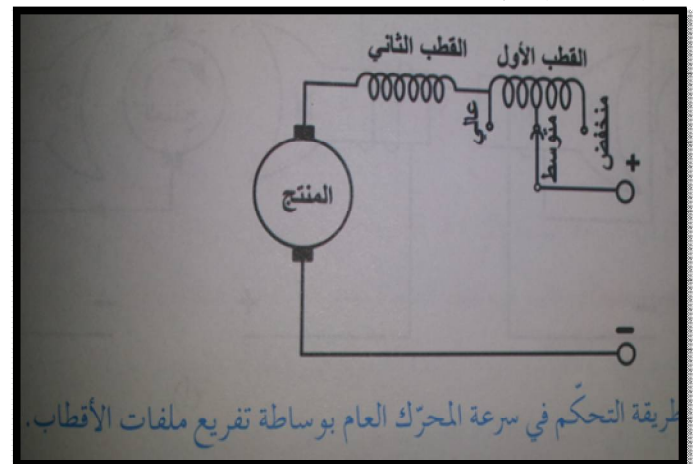 القطب الأول
القطب الثاني
منخفض
متوسط
عالي
+
المنتج
-
طريقة التحكّم في سرعة المحرّك العام بوساطة تفريع ملفات الأقطاب.